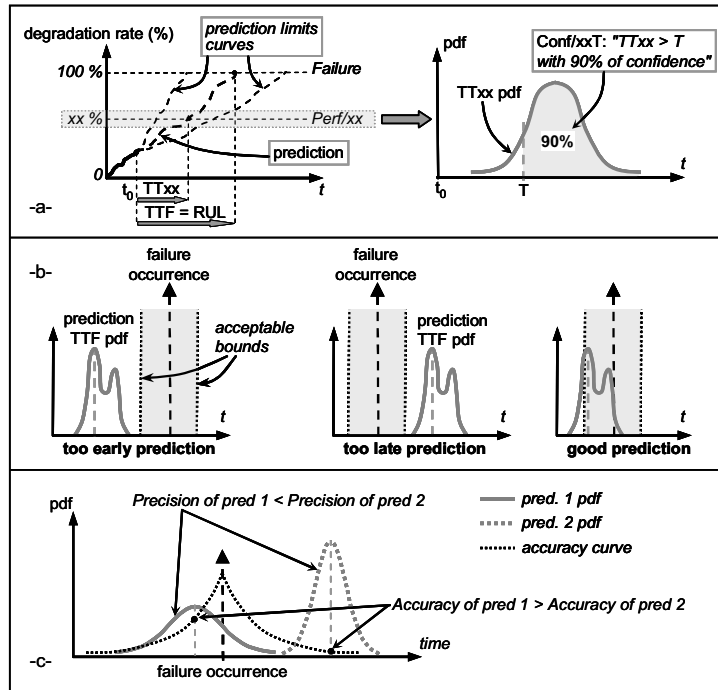 degradation rate (%)
prediction limits
curves
100 %
Failure
xx %
Perf/xx
prediction
0
t0
TTxx
t
TTF = RUL
-a-
pdf
Conf/xxT: "TTxx > T
with 90% of confidence"
TTxx pdf
90%
t
t0
T
-b-
failure
occurrence
prediction
TTF pdf
acceptable
bounds
t
too early prediction
failure
occurrence
prediction
TTF pdf
t
too late prediction
t
good prediction
pdf
Precision of pred 1 < Precision of pred 2
pred. 1 pdf
pred. 2 pdf
accuracy curve
Accuracy of pred 1 > Accuracy of pred 2
time
-c-
failure occurrence